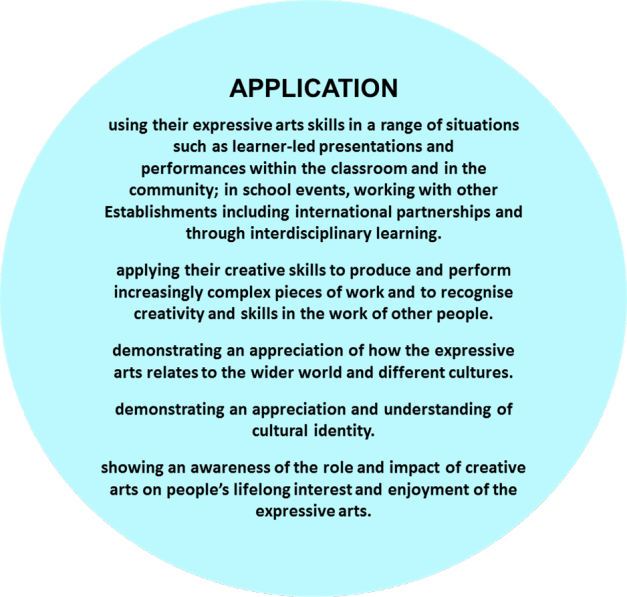 APPLICATION
using their expressive arts skills in a range of situations
such as learner-led presentations and
performances within the classroom and in the
community; in school events, working with other
Establishments including international partnerships and
through interdisciplinary learning.
applying their creative skills to produce and perform
increasingly complex pieces of work and to recognise
creativity and skills in the work of other people.
demonstrating an appreciation of how the expressive
arts relates to the wider world and different cultures.
demonstrating an appreciation and understanding of
cultural identity.
showing an awareness of the role and impact of creative
arts on people’s lifelong interest and enjoyment of the
expressive arts.